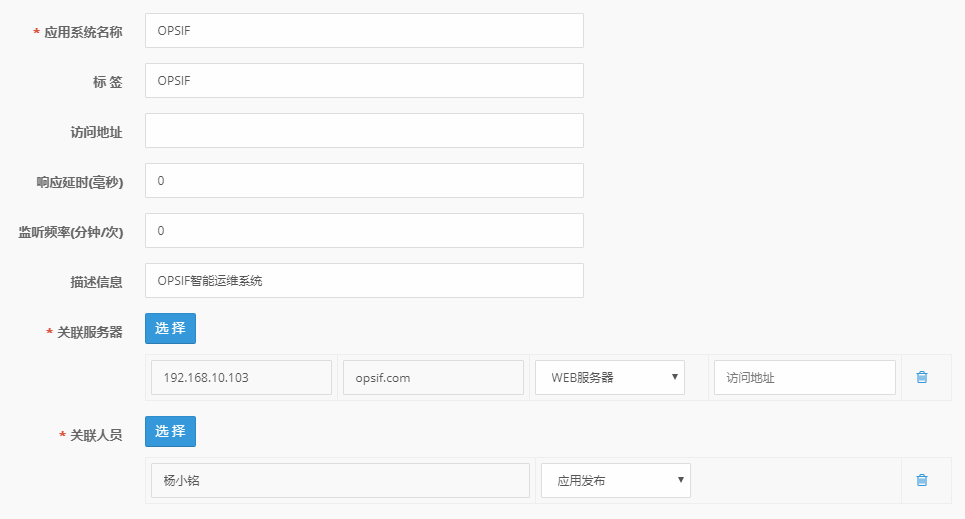 * 应用系统名称 OPSIF
标 签 OPSIF
访问地址
响应延时(毫秒) 0
监听频率(分钟/次) 0
描述信息 OPSIF智能运维系统
* 关联服务器 选 择
192.168.10.103 opsif.com WEB服务器 访问地址
* 关联人员 选 择
杨小铭 应用发布